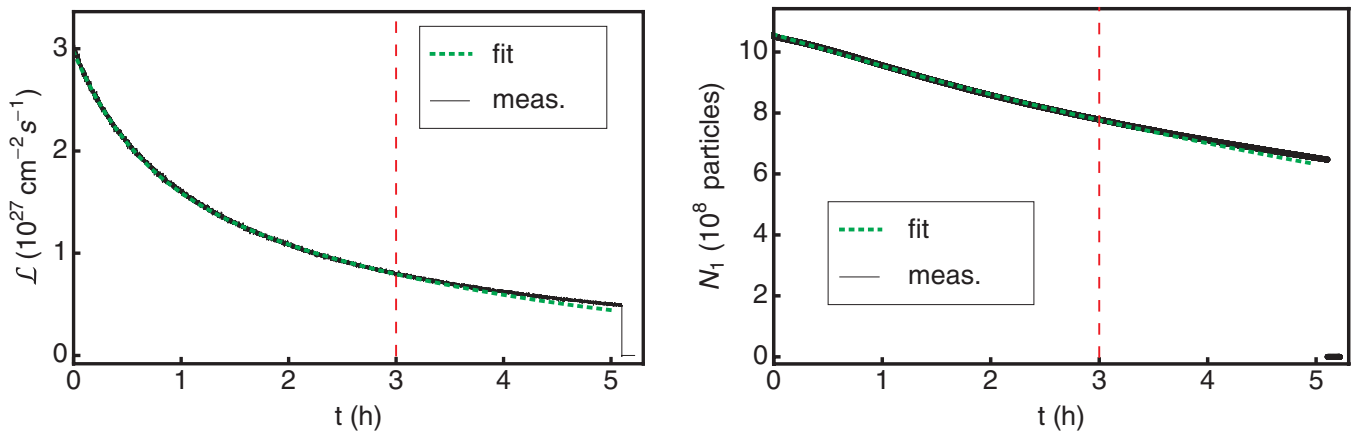 ℒ (10²⁷ cm⁻² s⁻¹)
3
2
1
0
fit
meas.
0 1 2 3 4 5
t (h)
N₁ (10⁸ particles)
10
8
6
4
2
0
fit
meas.
0 1 2 3 4 5
t (h)